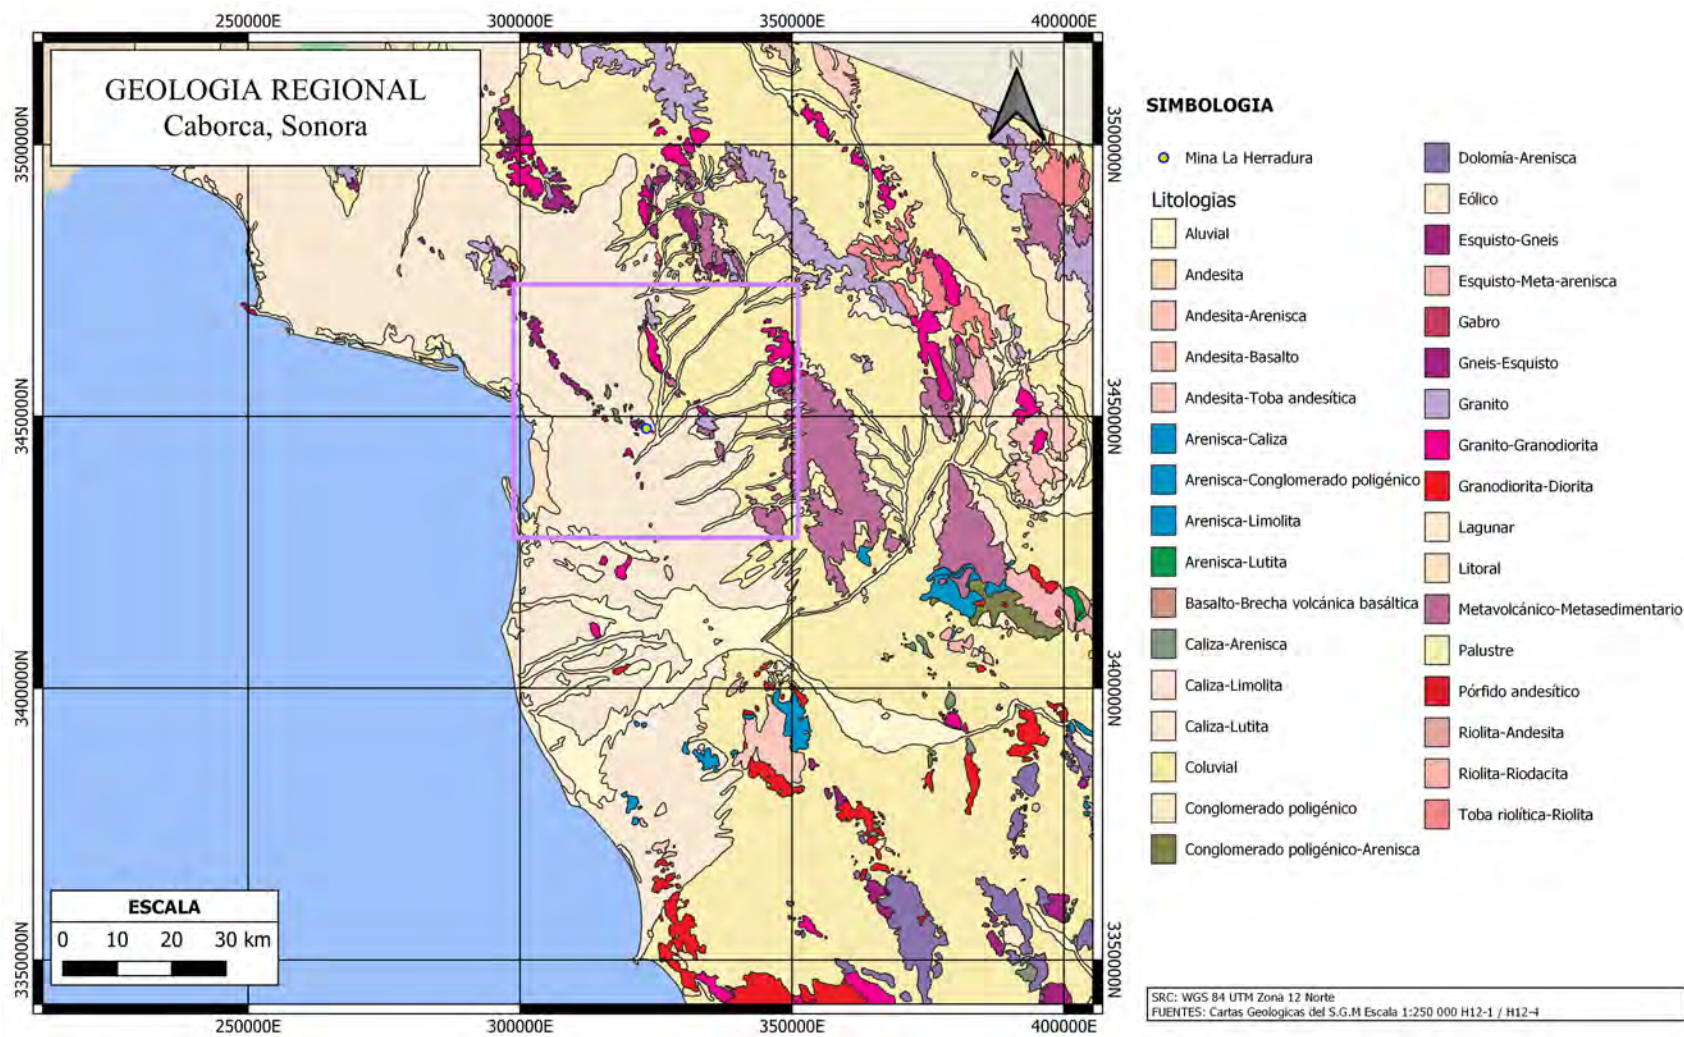 250000E 300000E 350000E 400000E
GEOLOGIA REGIONAL
Caborca, Sonora
N
3500000N
3450000N
3400000N
3350000N
3500000N
3450000N
3400000N
3350000N
ESCALA
0 10 20 30 km
250000E 300000E 350000E 400000E
SIMBOLOGIA
Mina La Herradura
Litologias
Aluvial
Andesita
Andesita-Arenisca
Andesita-Basalto
Andesita-Toba andesítica
Arenisca-Caliza
Arenisca-Conglomerado poligénico
Arenisca-Limolita
Arenisca-Lutita
Basalto-Brecha volcánica basáltica
Caliza-Arenisca
Caliza-Limolita
Caliza-Lutita
Coluvial
Conglomerado poligénico
Conglomerado poligénico-Arenisca
Dolomía-Arenisca
Eólico
Esquisto-Gneis
Esquisto-Meta-arenisca
Gabro
Gneis-Esquisto
Granito
Granito-Granodiorita
Granodiorita-Diorita
Lagunar
Litoral
Metavolcánico-Metasedimentario
Palustre
Pórfido andesítico
Riolita-Andesita
Riolita-Riodacita
Toba riolítica-Riolita
SRC: WGS 84 UTM Zona 12 Norte
FUENTES: Cartas Geologicas del S.G.M Escala 1:250 000 H12-1 / H12-4